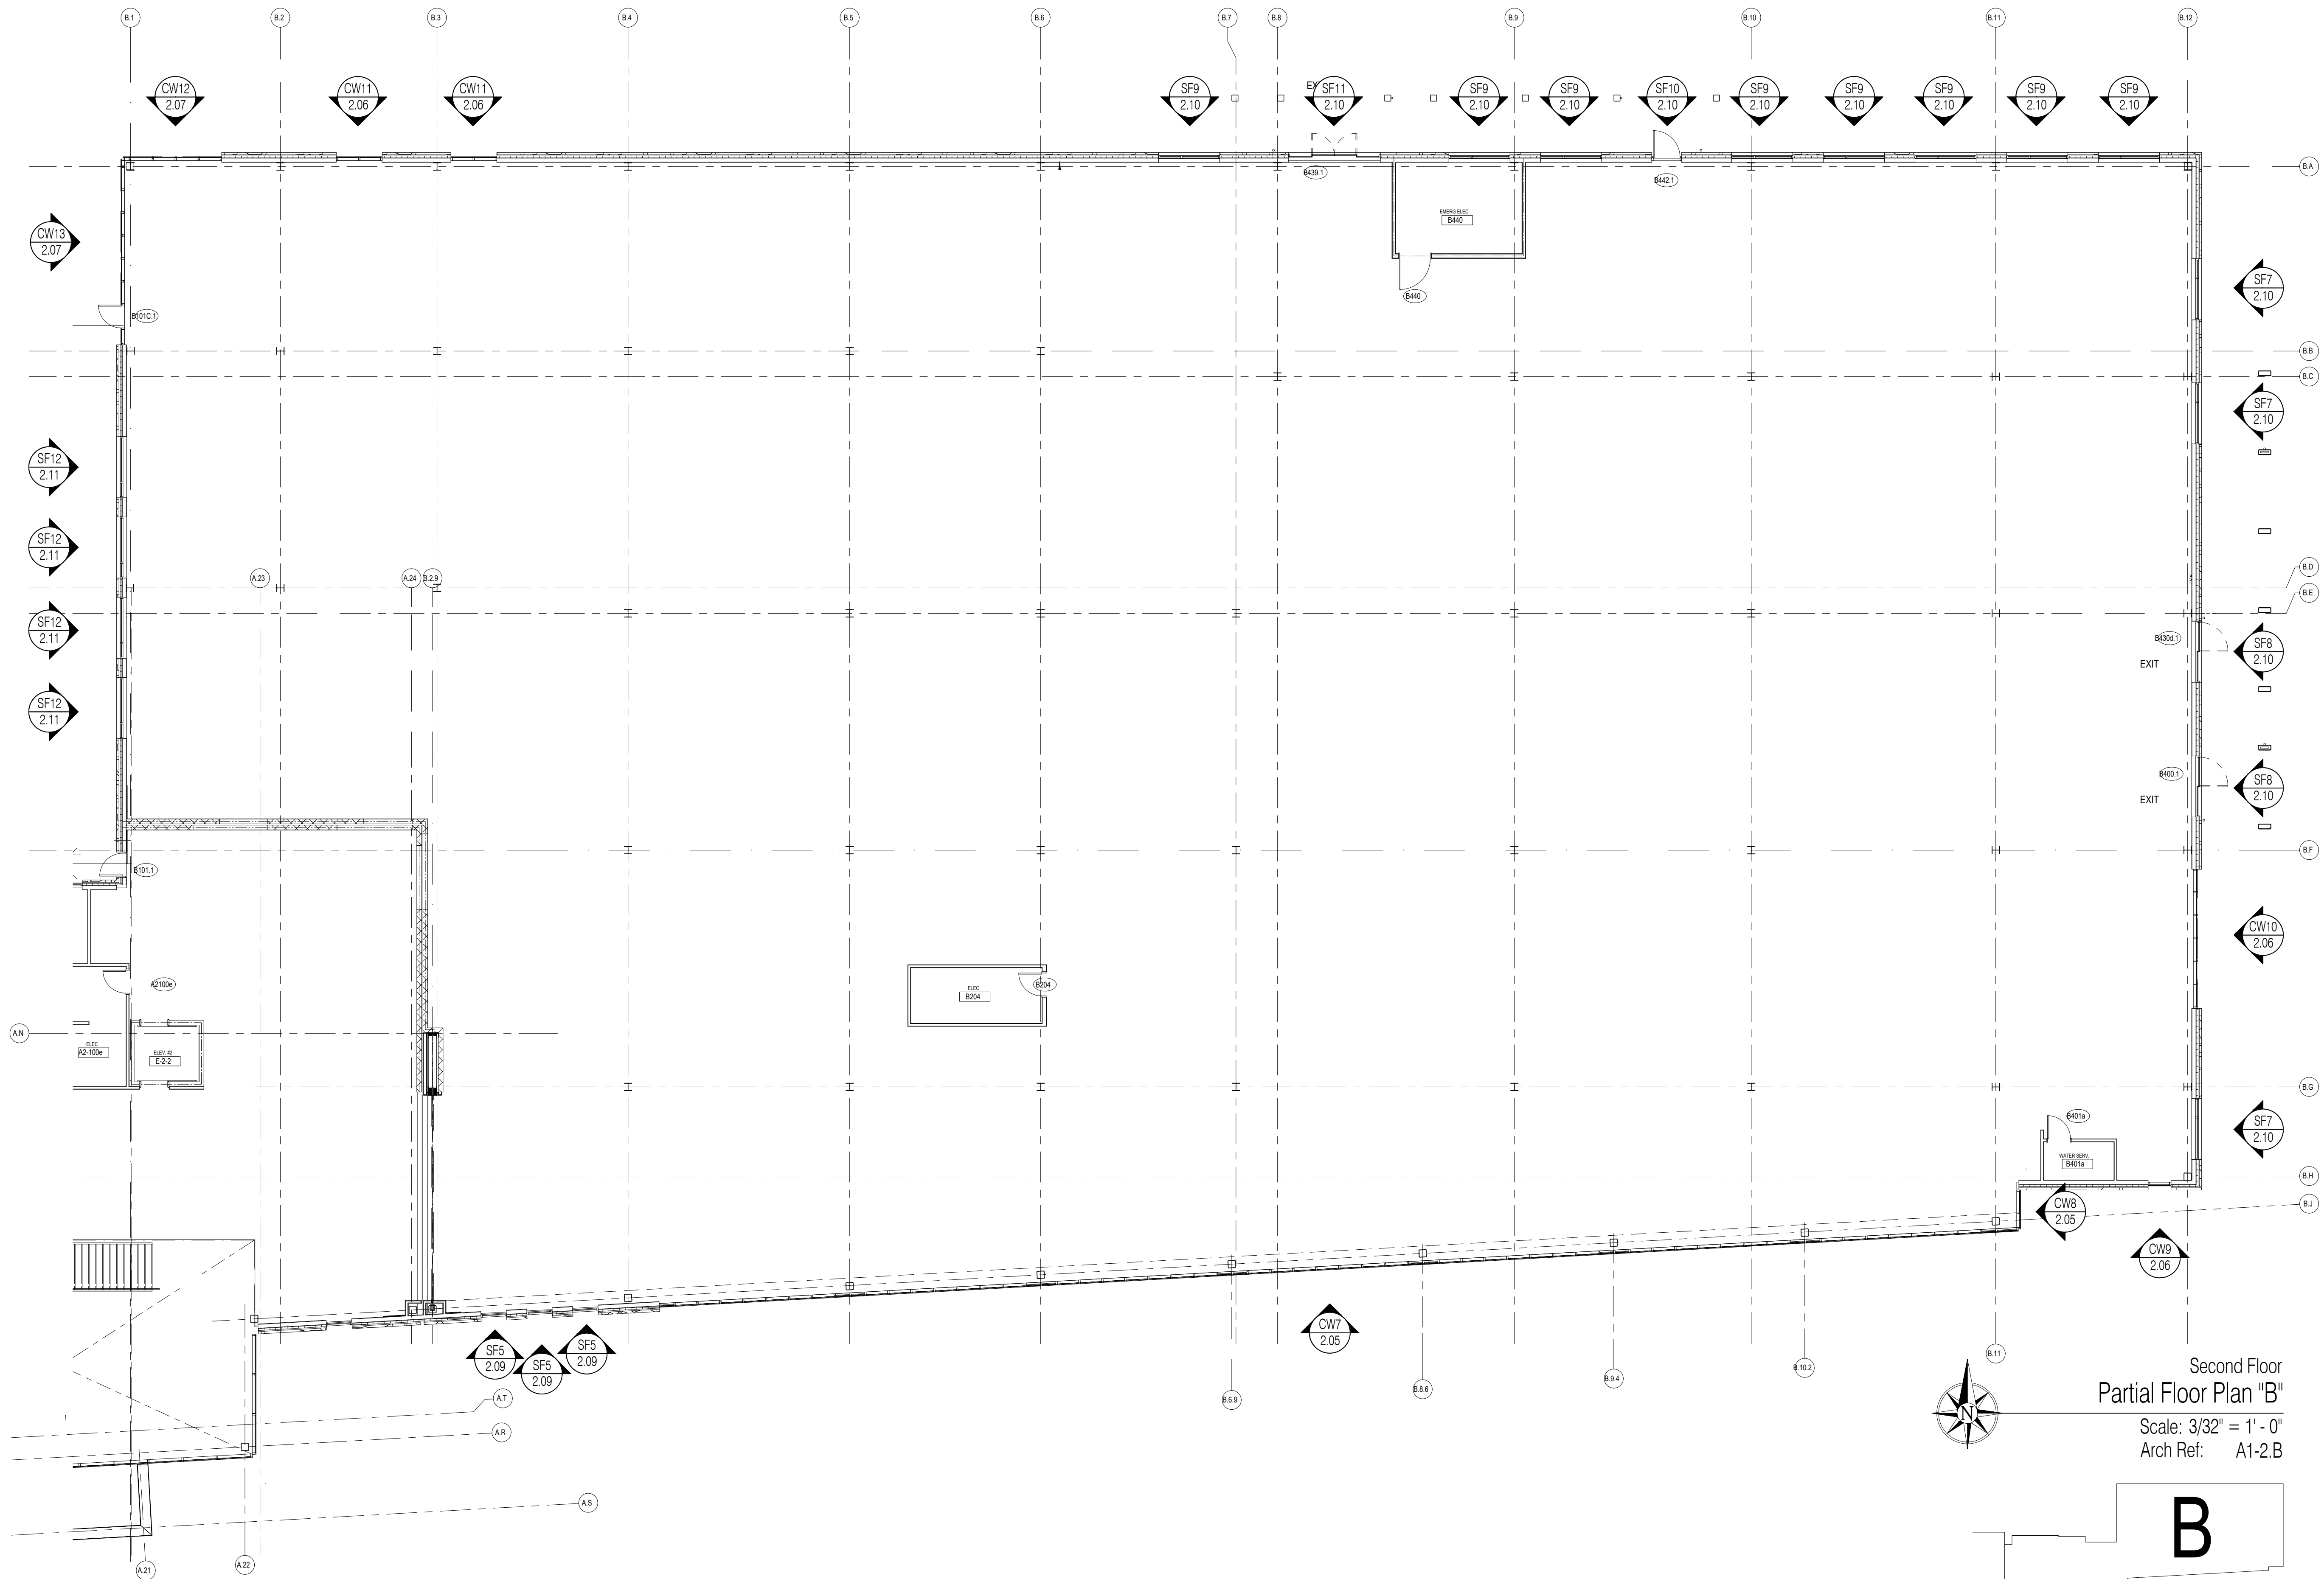 B.1
B.2
B.3
B.4
B.5
B.6
B.7
B.8
B.9
B.10
B.11
B.12
CW12
2.07
CW11
2.06
CW11
2.06
SF9
2.10
SF11
2.10
SF9
2.10
SF9
2.10
SF10
2.10
SF9
2.10
SF9
2.10
SF9
2.10
SF9
2.10
SF9
2.10
B.A
B439.1
B442.1
EMERG ELEC
B440
B440
CW13
2.07
SF7
2.10
B101C.1
B.B
B.C
SF7
2.10
SF12
2.11
SF12
2.11
A.23
A.24
B.2.9
B.D
B.E
SF12
2.11
B430d.1
EXIT
SF8
2.10
SF12
2.11
B400.1
EXIT
SF8
2.10
B.F
B101.1
CW10
2.06
A2100e
ELEC
B204
B204
A.N
ELEC
A2-100e
ELEV. #2
E-2-2
B.G
B401a
SF7
2.10
WATER SERV.
B401a
B.H
B.J
CW8
2.05
CW9
2.06
CW7
2.05
SF5
2.09
SF5
2.09
SF5
2.09
B.11
B.10.2
B.9.4
B.8.6
B.6.9
A.T
A.R
A.S
A.22
A.21
N
Second Floor
Partial Floor Plan "B"
Scale: 3/32" = 1' - 0"
Arch Ref: A1-2.B
B